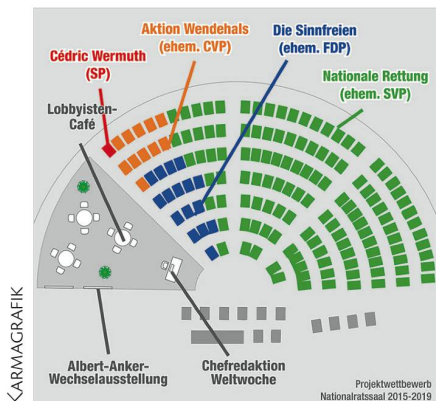 Aktion Wendehals
(ehem. CVP)
Die Sinnfreien
(ehem. FDP)
Cédric Wermuth
(SP)
Nationale Rettung
(ehem. SVP)
Lobbyisten-
Café
KARMAGRAFIK
Albert-Anker-
Wechselausstellung
Chefredaktion
Weltwoche
Projektwettbewerb
Nationalratssaal 2015-2019